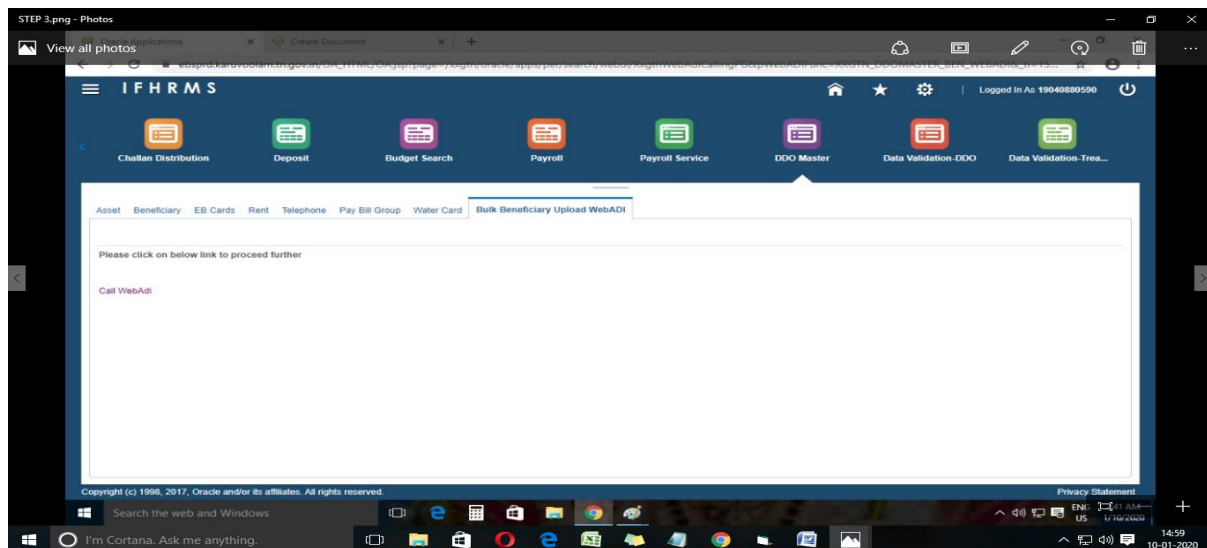 STEP 3.png - Photos
View all photos
Oracle Applications
Create Document
IFHRMS
Logged In As 19040880590
Challan Distribution
Deposit
Budget Search
Payroll
Payroll Service
DDO Master
Data Validation-DDO
Data Validation-Trea...
Asset Beneficiary EB Cards Rent Telephone Pay Bill Group Water Card Bulk Beneficiary Upload WebADI
Please click on below link to proceed further
Call WebAdi
Copyright (c) 1998, 2017, Oracle and/or its affiliates. All rights reserved.
Privacy Statement
Search the web and Windows
ENG
US
1/10/2020
I'm Cortana. Ask me anything.
14:59
10-01-2020